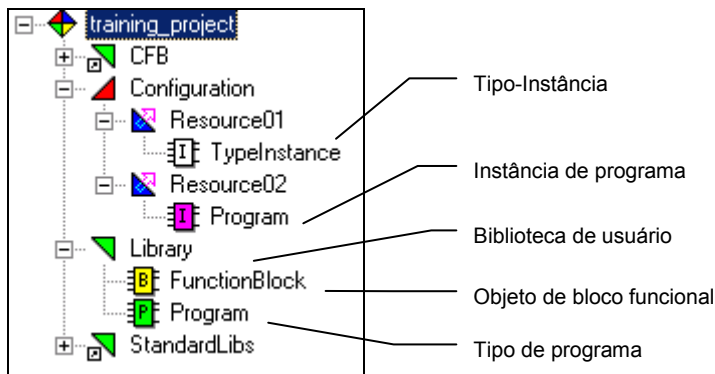 training_project
CFB
Configuration
Resource01
I TypeInstance
Resource02
I Program
Library
B FunctionBlock
P Program
StandardLibs
Tipo-Instância
Instância de programa
Biblioteca de usuário
Objeto de bloco funcional
Tipo de programa